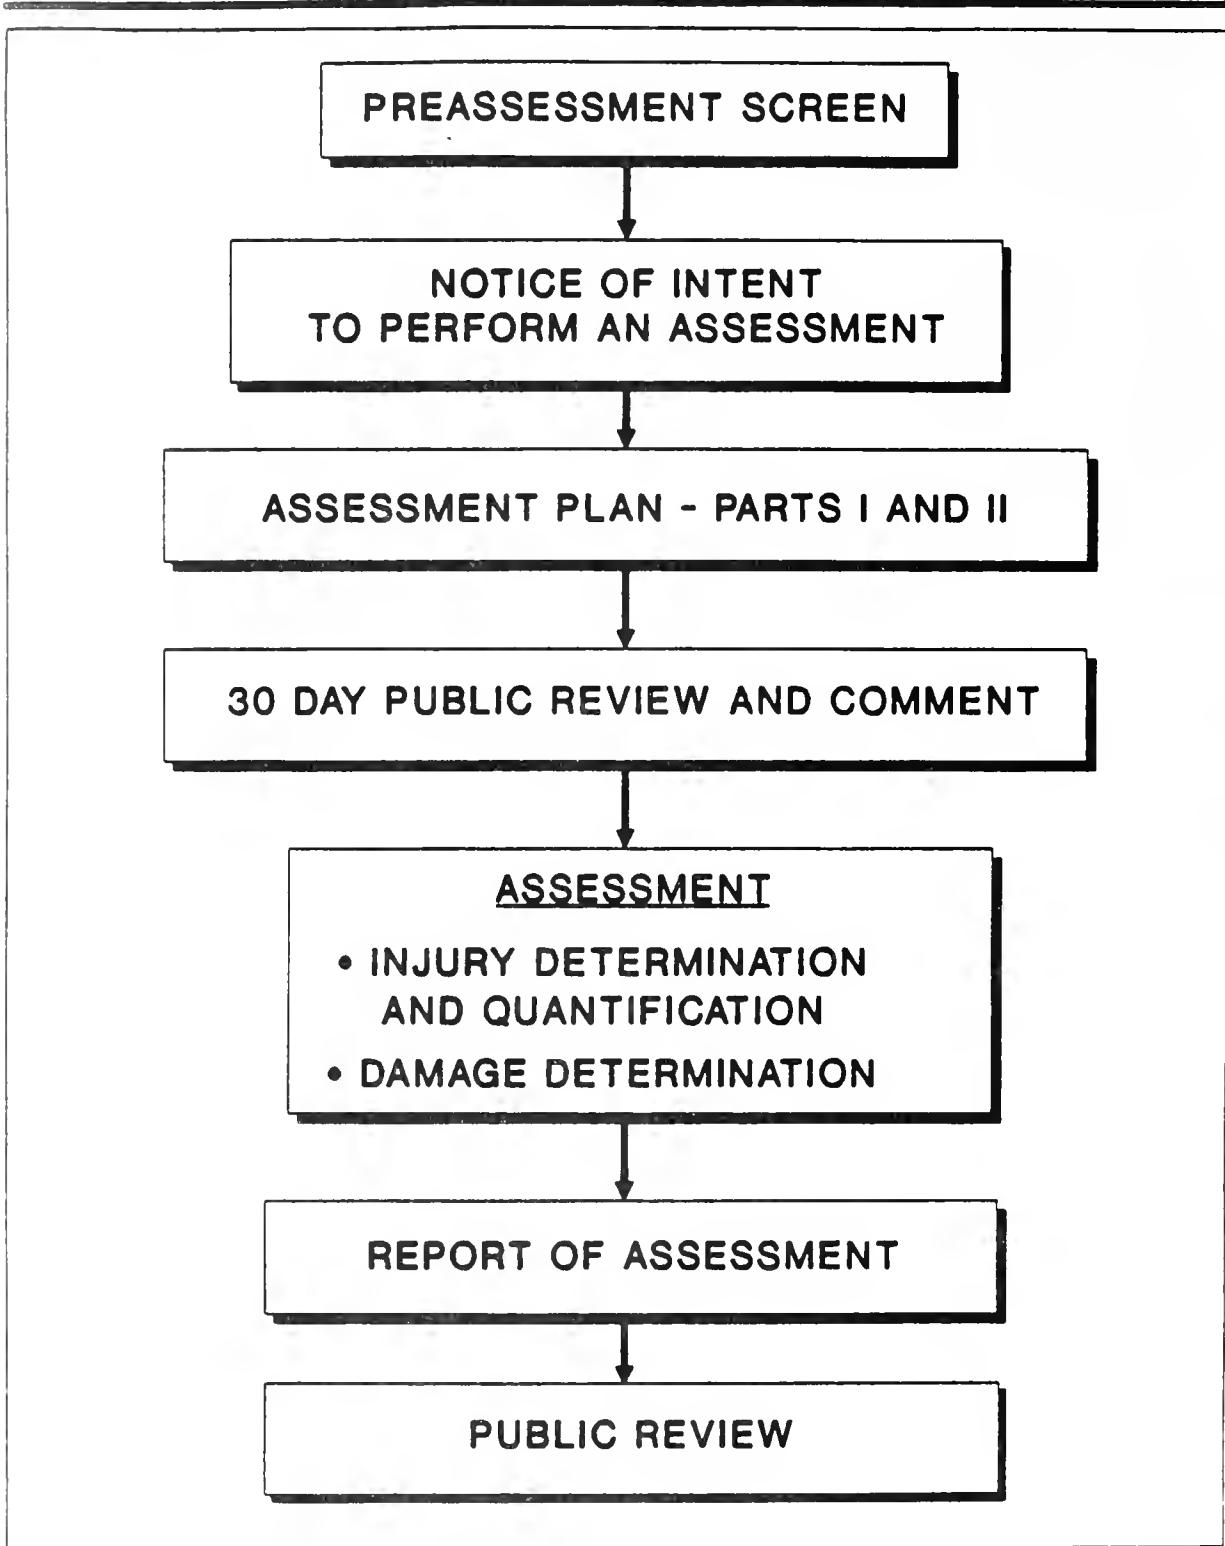 PREASSESSMENT SCREEN
NOTICE OF INTENT
TO PERFORM AN ASSESSMENT
ASSESSMENT PLAN - PARTS I AND II
30 DAY PUBLIC REVIEW AND COMMENT
ASSESSMENT
• INJURY DETERMINATION
AND QUANTIFICATION
• DAMAGE DETERMINATION
REPORT OF ASSESSMENT
PUBLIC REVIEW